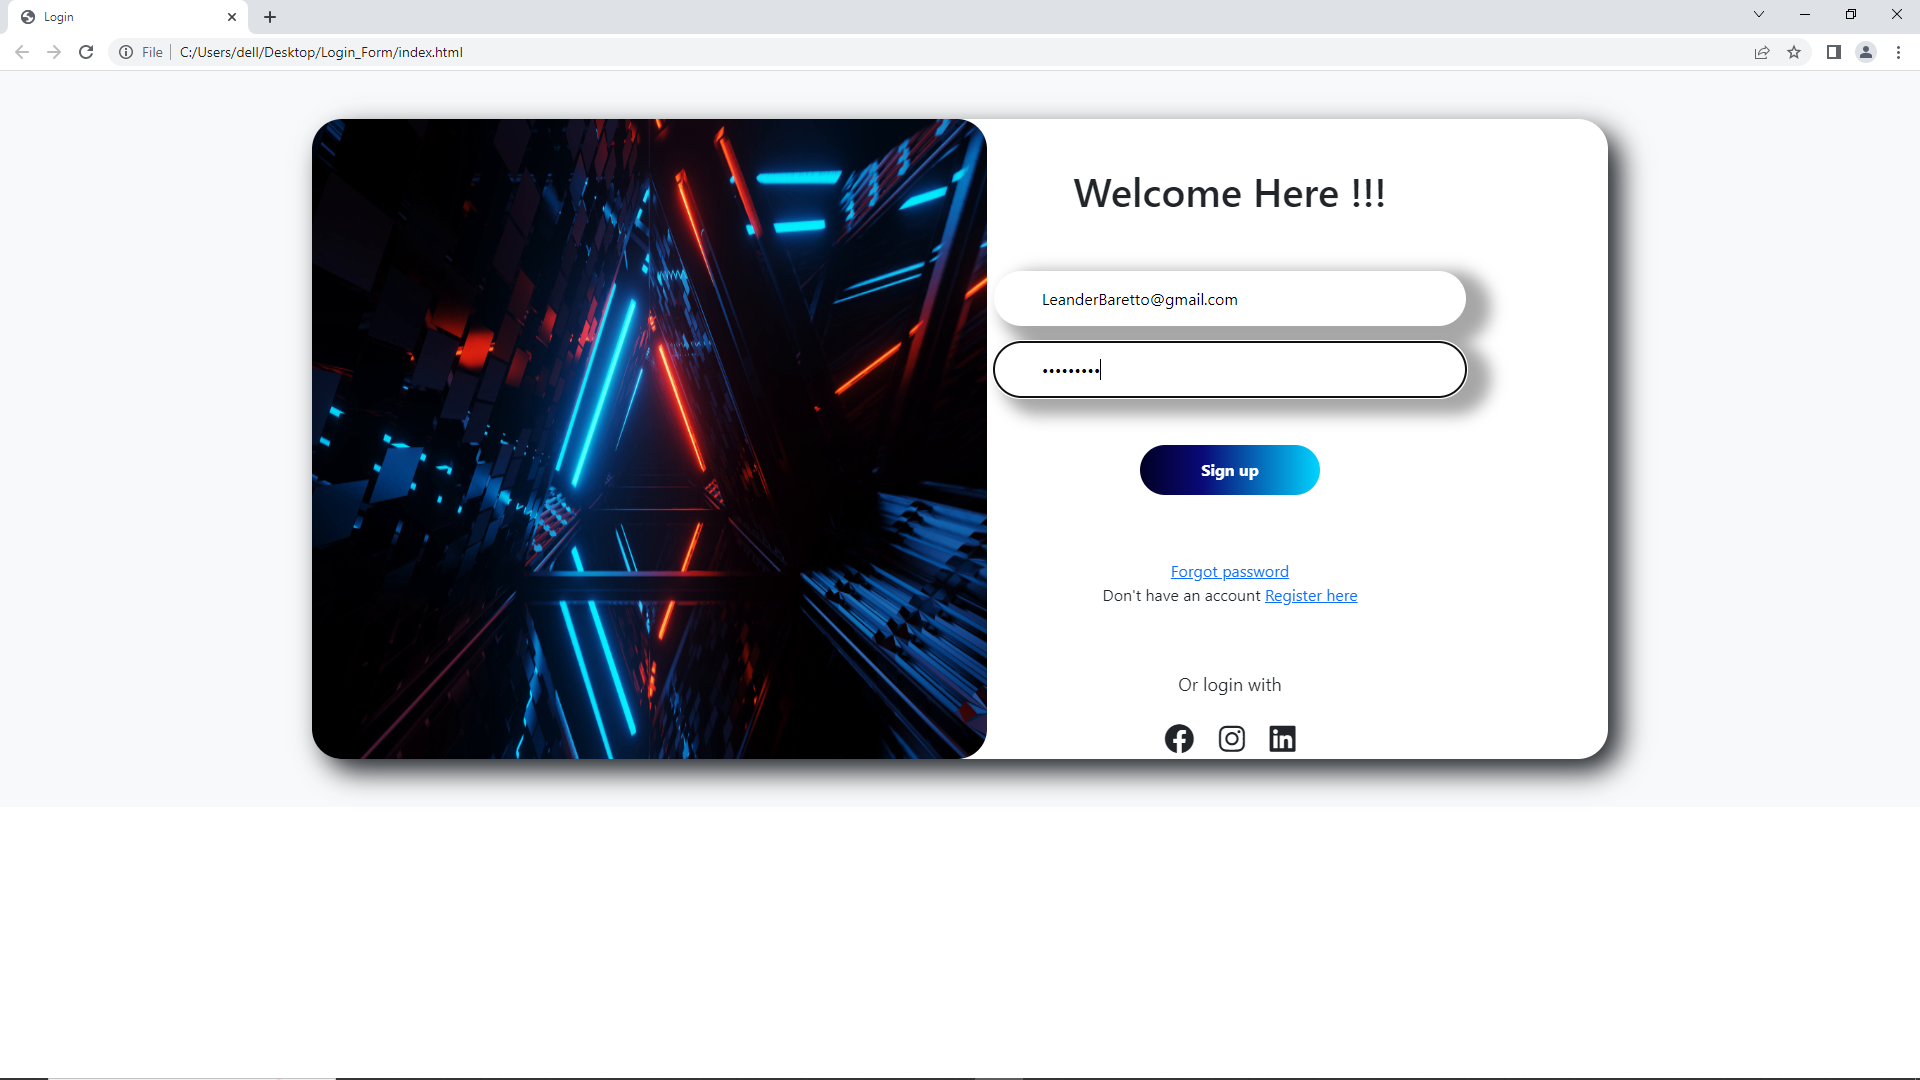 Login
File
C:/Users/dell/Desktop/Login_Form/index.html
Welcome Here !!!
LeanderBaretto@gmail.com
•••••••••
Sign up
Forgot password
Don't have an account Register here
Or login with
in